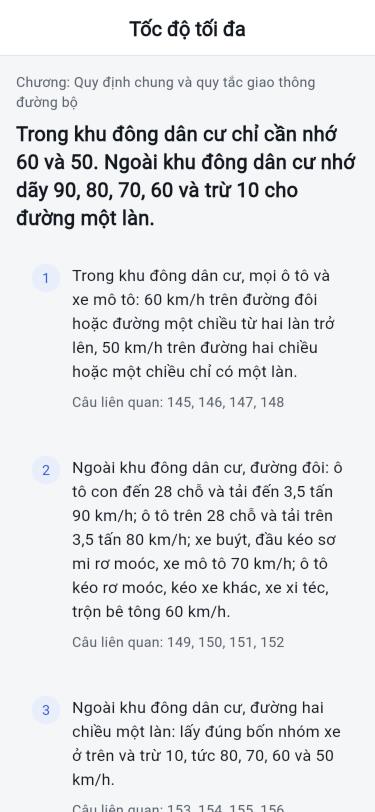 Tốc độ tối đa
Chương: Quy định chung và quy tắc giao thông
đường bộ
Trong khu đông dân cư chỉ cần nhớ
60 và 50. Ngoài khu đông dân cư nhớ
dãy 90, 80, 70, 60 và trừ 10 cho
đường một làn.
1
Trong khu đông dân cư, mọi ô tô và
xe mô tô: 60 km/h trên đường đôi
hoặc đường một chiều từ hai làn trở
lên, 50 km/h trên đường hai chiều
hoặc một chiều chỉ có một làn.
Câu liên quan: 145, 146, 147, 148
2
Ngoài khu đông dân cư, đường đôi: ô
tô con đến 28 chỗ và tải đến 3,5 tấn
90 km/h; ô tô trên 28 chỗ và tải trên
3,5 tấn 80 km/h; xe buýt, đầu kéo sơ
mi rơ moóc, xe mô tô 70 km/h; ô tô
kéo rơ moóc, kéo xe khác, xe xi téc,
trộn bê tông 60 km/h.
Câu liên quan: 149, 150, 151, 152
3
Ngoài khu đông dân cư, đường hai
chiều một làn: lấy đúng bốn nhóm xe
ở trên và trừ 10, tức 80, 70, 60 và 50
km/h.
Câu liên quan: 153, 154, 155, 156